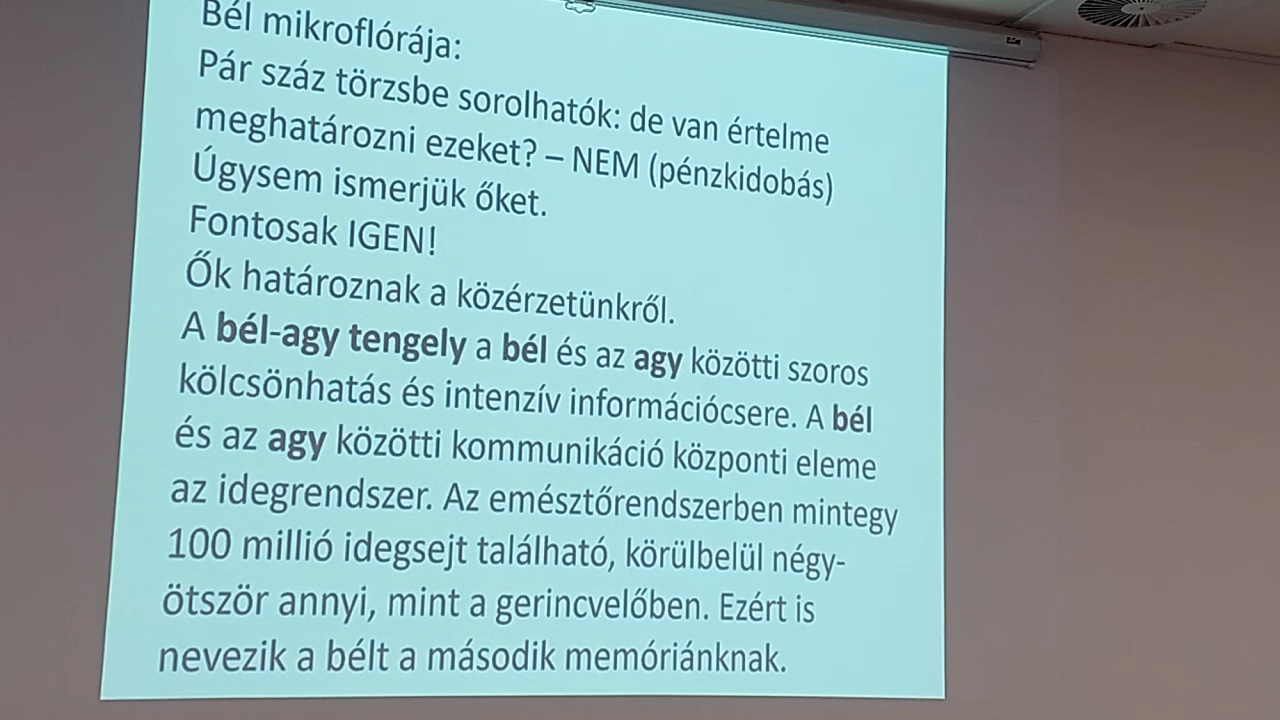 Bél mikroflórája:
Pár száz törzsbe sorolhatók: de van értelme
meghatározni ezeket? – NEM (pénzkidobás)
Úgysem ismerjük őket.
Fontosak IGEN!
Ők határoznak a közérzetünkről.
A bél-agy tengely a bél és az agy közötti szoros
kölcsönhatás és intenzív információcsere. A bél
és az agy közötti kommunikáció központi eleme
az idegrendszer. Az emésztőrendszerben mintegy
100 millió idegsejt található, körülbelül négy-
ötször annyi, mint a gerincvelőben. Ezért is
nevezik a bélt a második memóriánknak.